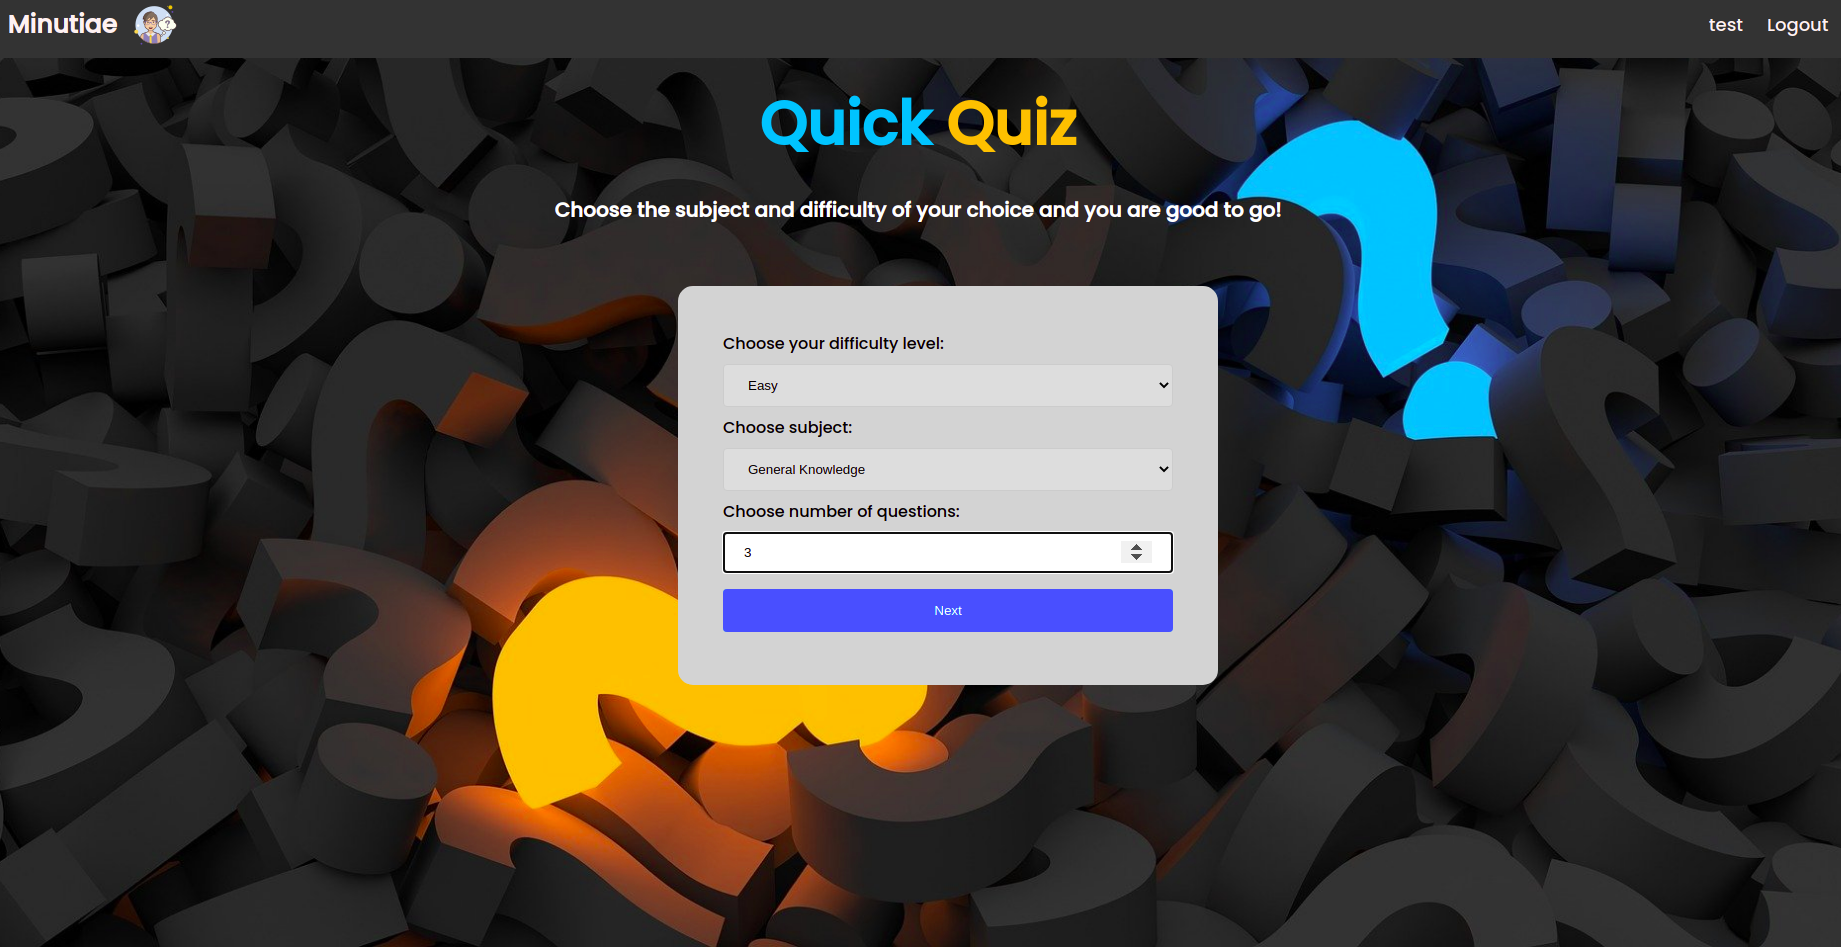 Minutiae
test Logout
Quick Quiz
Choose the subject and difficulty of your choice and you are good to go!
Choose your difficulty level:
Easy
Choose subject:
General Knowledge
Choose number of questions:
3
Next